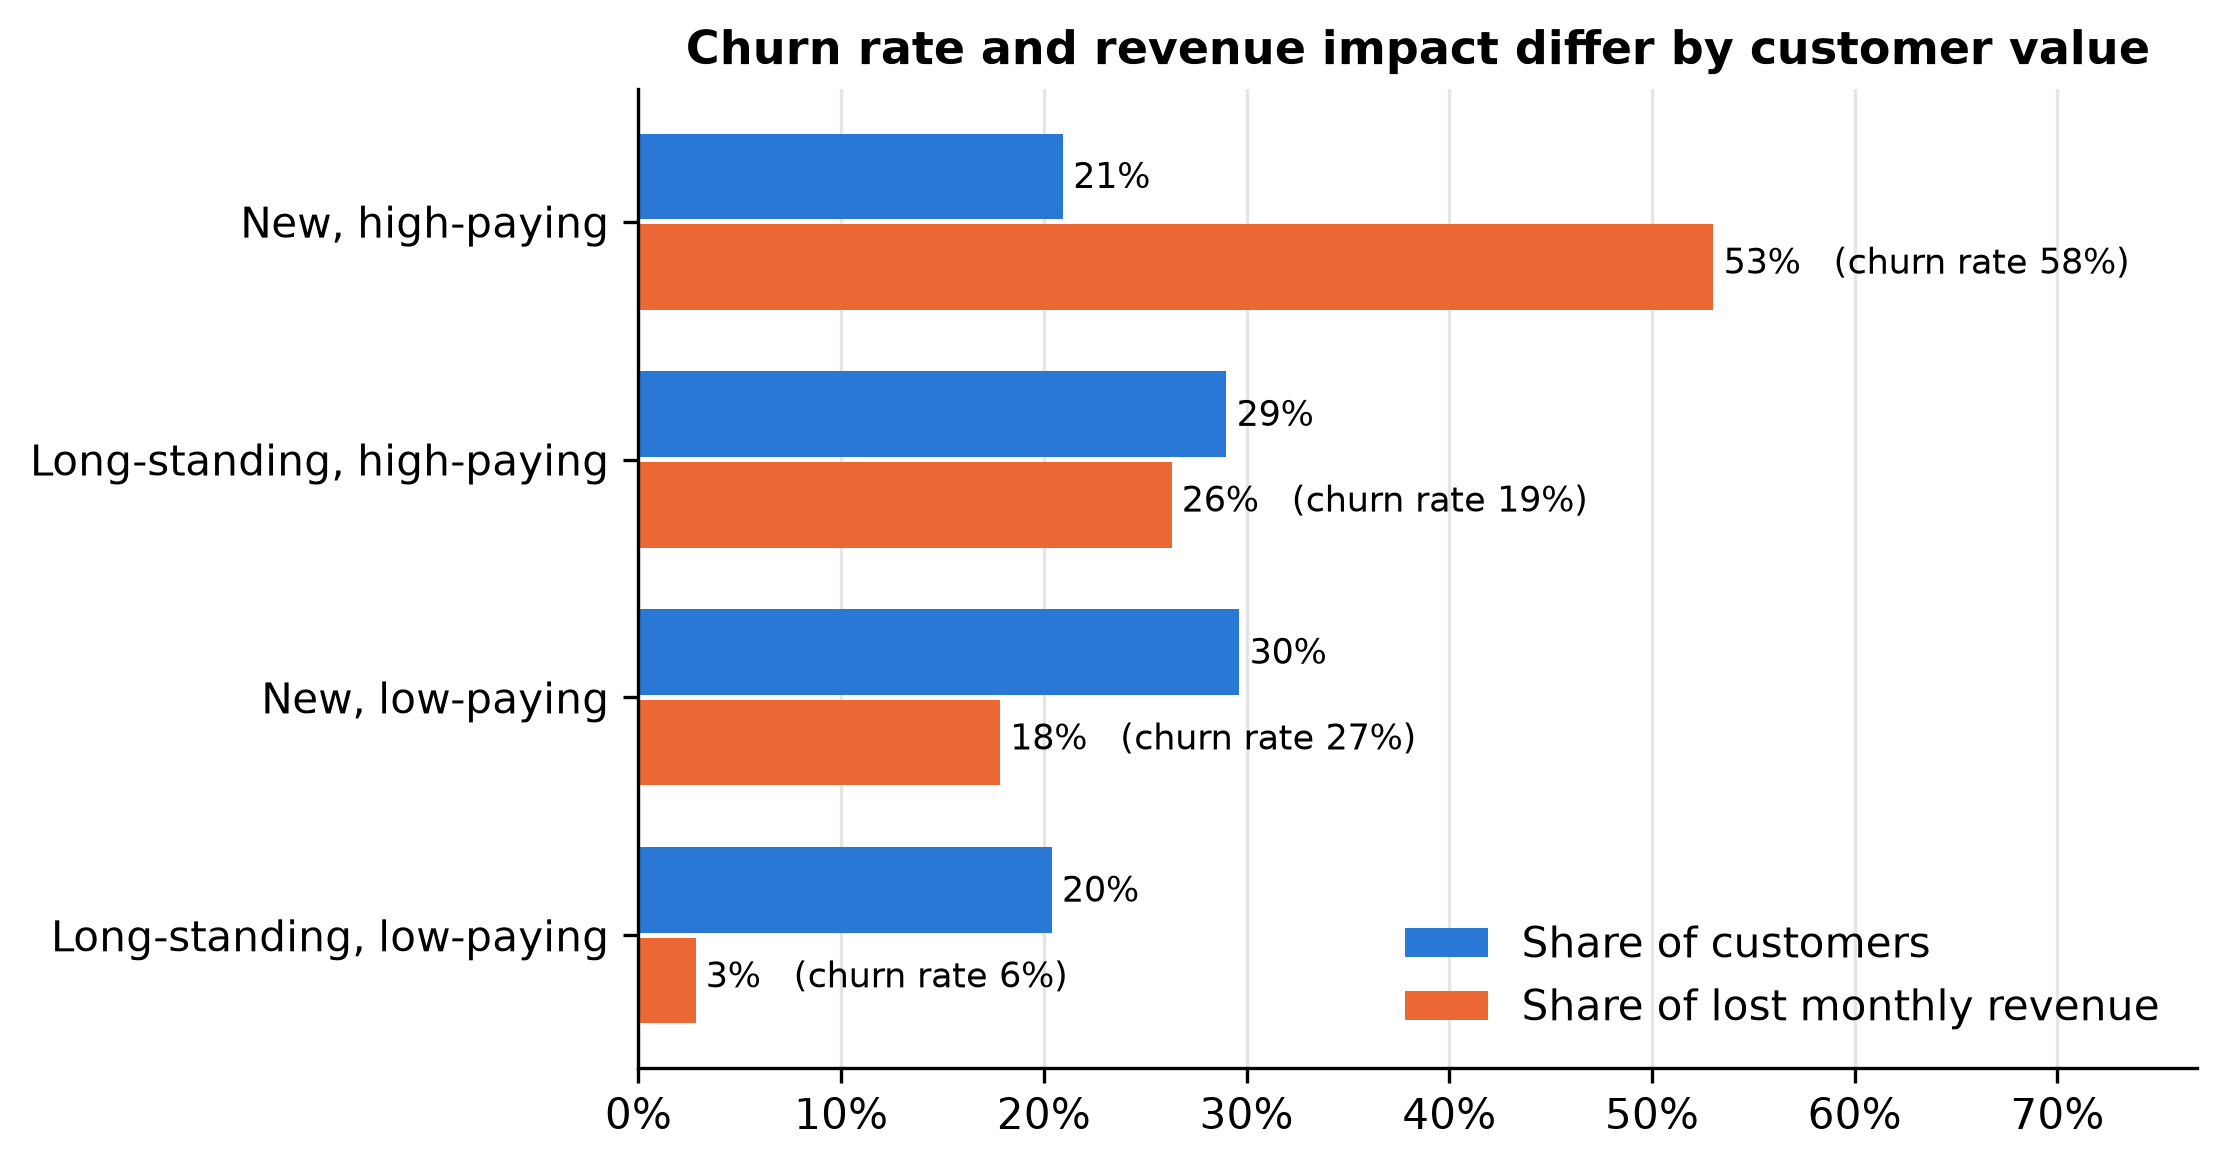 Churn rate and revenue impact differ by customer value
New, high-paying
21%
53% (churn rate 58%)
Long-standing, high-paying
29%
26% (churn rate 19%)
New, low-paying
30%
18% (churn rate 27%)
Long-standing, low-paying
20%
3% (churn rate 6%)
Share of customers
Share of lost monthly revenue
0% 10% 20% 30% 40% 50% 60% 70%